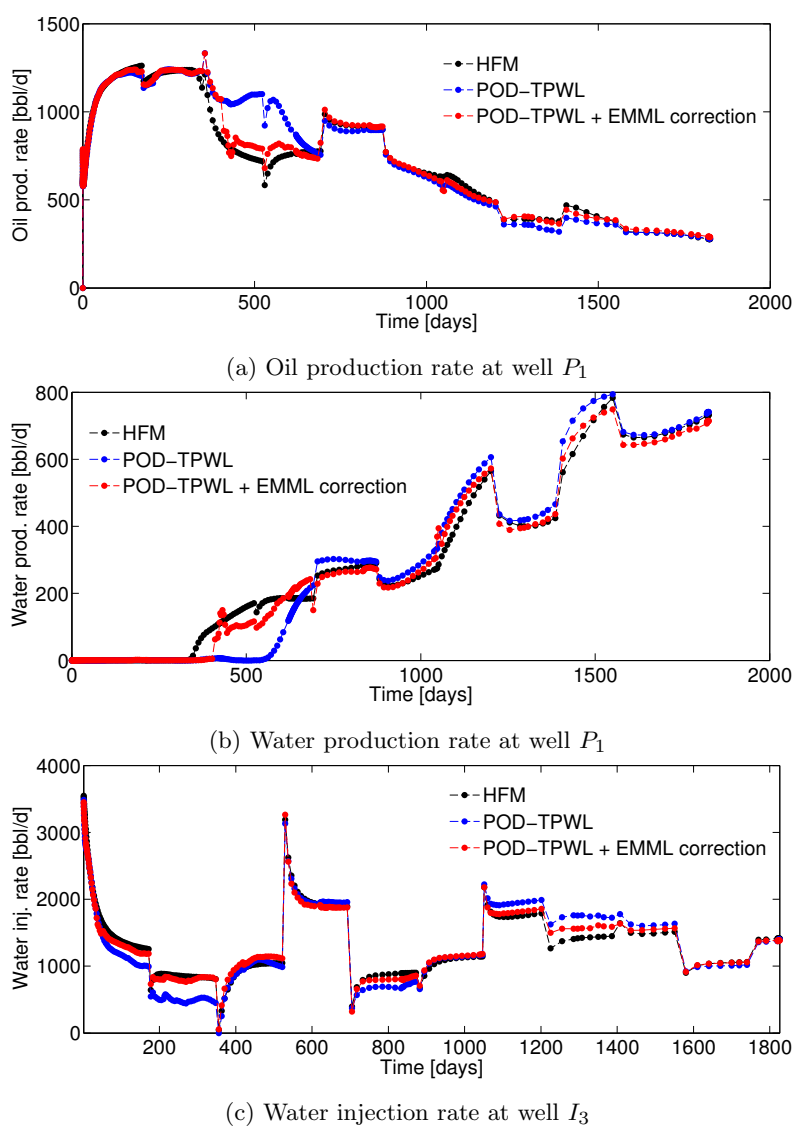 1500
1000
500
0
Oil prod. rate [bbl/d]
HFM
POD-TPWL
POD-TPWL + EMML correction
0 500 1000 1500 2000
Time [days]
(a) Oil production rate at well P1
800
600
400
200
0
Water prod. rate [bbl/d]
HFM
POD-TPWL
POD-TPWL + EMML correction
0 500 1000 1500 2000
Time [days]
(b) Water production rate at well P1
4000
3000
2000
1000
0
Water inj. rate [bbl/d]
HFM
POD-TPWL
POD-TPWL + EMML correction
200 400 600 800 1000 1200 1400 1600 1800
Time [days]
(c) Water injection rate at well I3